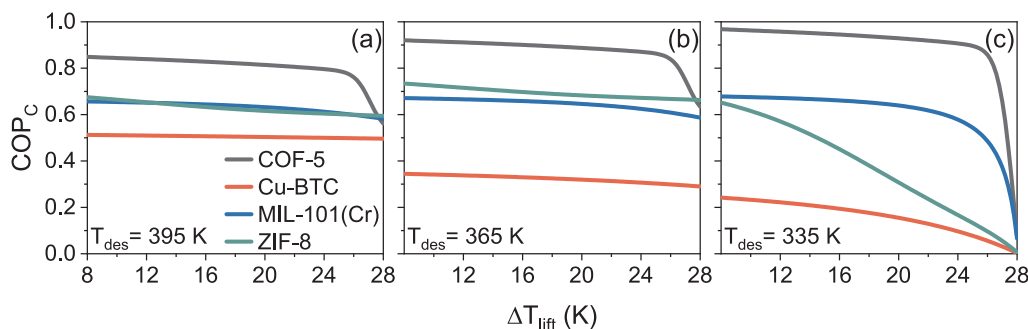 1.0
0.8
0.6
0.4
0.2
0.0
COP_C
(a)
COF-5
Cu-BTC
MIL-101(Cr)
ZIF-8
T_des= 395 K
8 12 16 20 24 28
(b)
T_des= 365 K
12 16 20 24 28
(c)
T_des= 335 K
12 16 20 24 28
ΔT_lift (K)